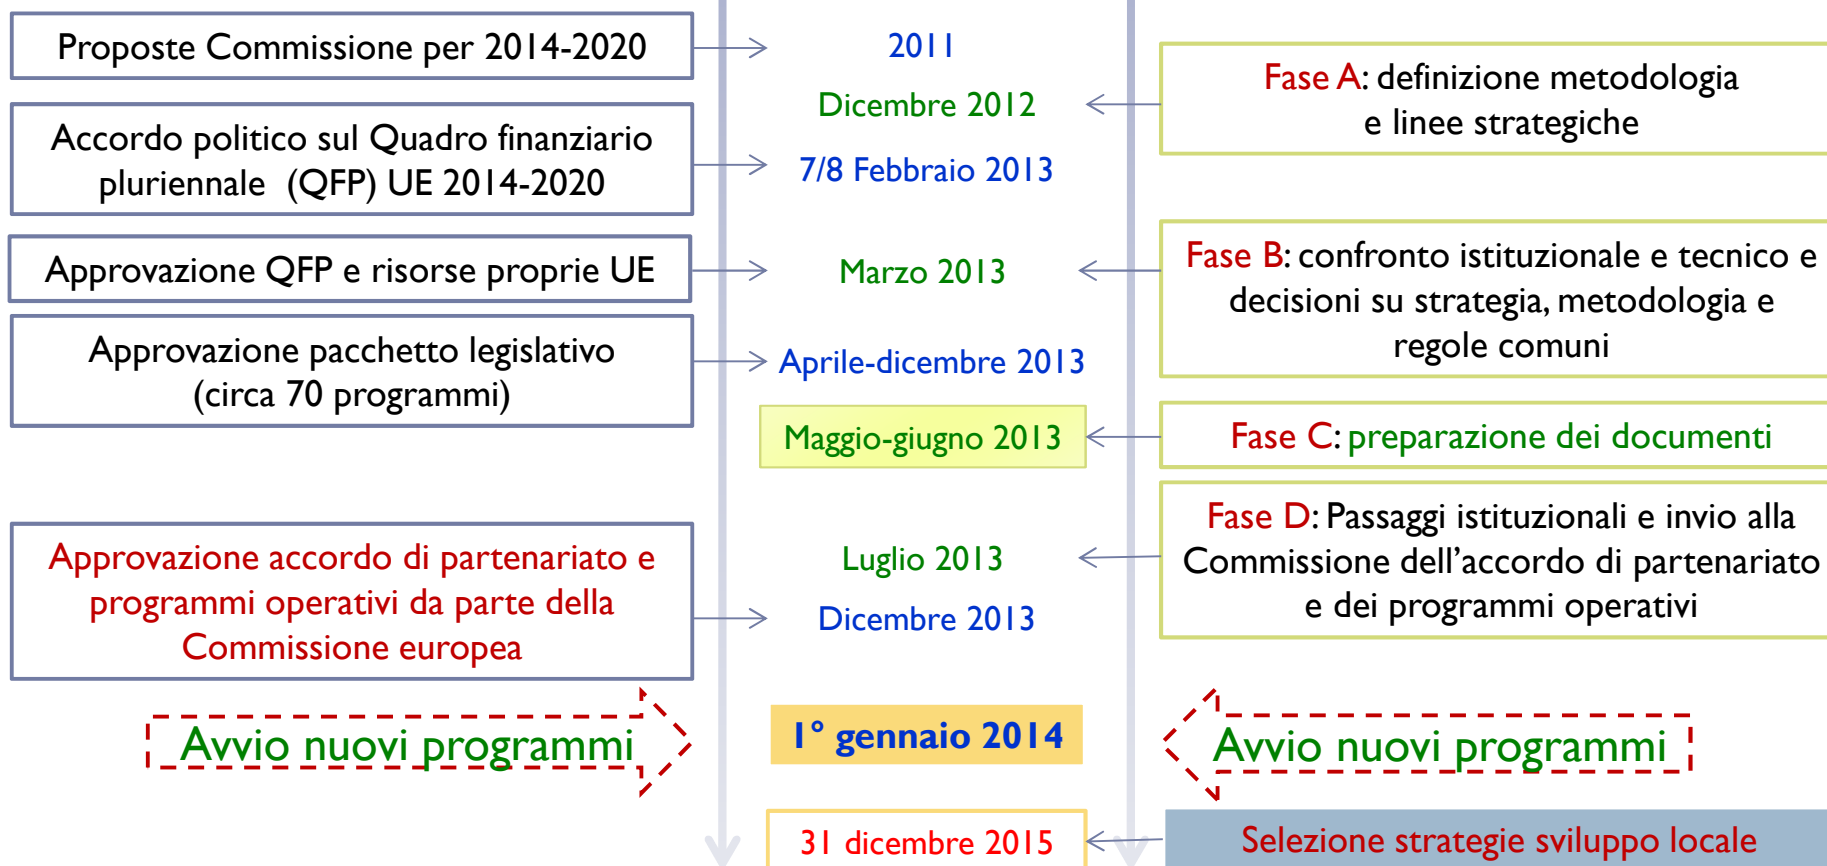 Proposte Commissione per 2014-2020
2011
Fase A: definizione metodologia
e linee strategiche
Dicembre 2012
Accordo politico sul Quadro finanziario
pluriennale (QFP) UE 2014-2020
7/8 Febbraio 2013
Approvazione QFP e risorse proprie UE
Marzo 2013
Fase B: confronto istituzionale e tecnico e
decisioni su strategia, metodologia e
regole comuni
Approvazione pacchetto legislativo
(circa 70 programmi)
Aprile-dicembre 2013
Maggio-giugno 2013
Fase C: preparazione dei documenti
Luglio 2013
Fase D: Passaggi istituzionali e invio alla
Commissione dell'accordo di partenariato
e dei programmi operativi
Approvazione accordo di partenariato e
programmi operativi da parte della
Commissione europea
Dicembre 2013
Avvio nuovi programmi
1° gennaio 2014
Avvio nuovi programmi
31 dicembre 2015
Selezione strategie sviluppo locale